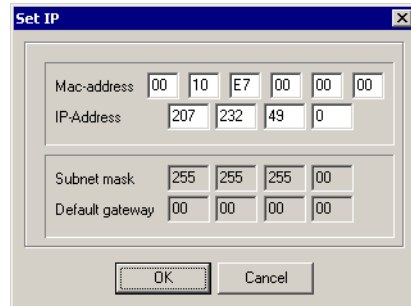 Set IP
Mac-address 00 10 E7 00 00 00
IP-Address 207 232 49 0
Subnet mask 255 255 255 00
Default gateway 00 00 00 00
OK Cancel